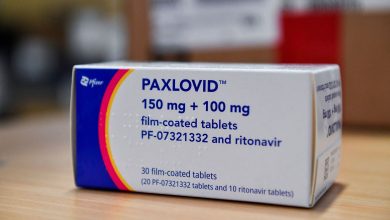 Pfizer
PAXLOVID™
150 mg + 100 mg
film-coated tablets
PF-07321332 and ritonavir
30 film-coated tablets
(20 PF-07321332 tablets and 10 ritonavir tablets)